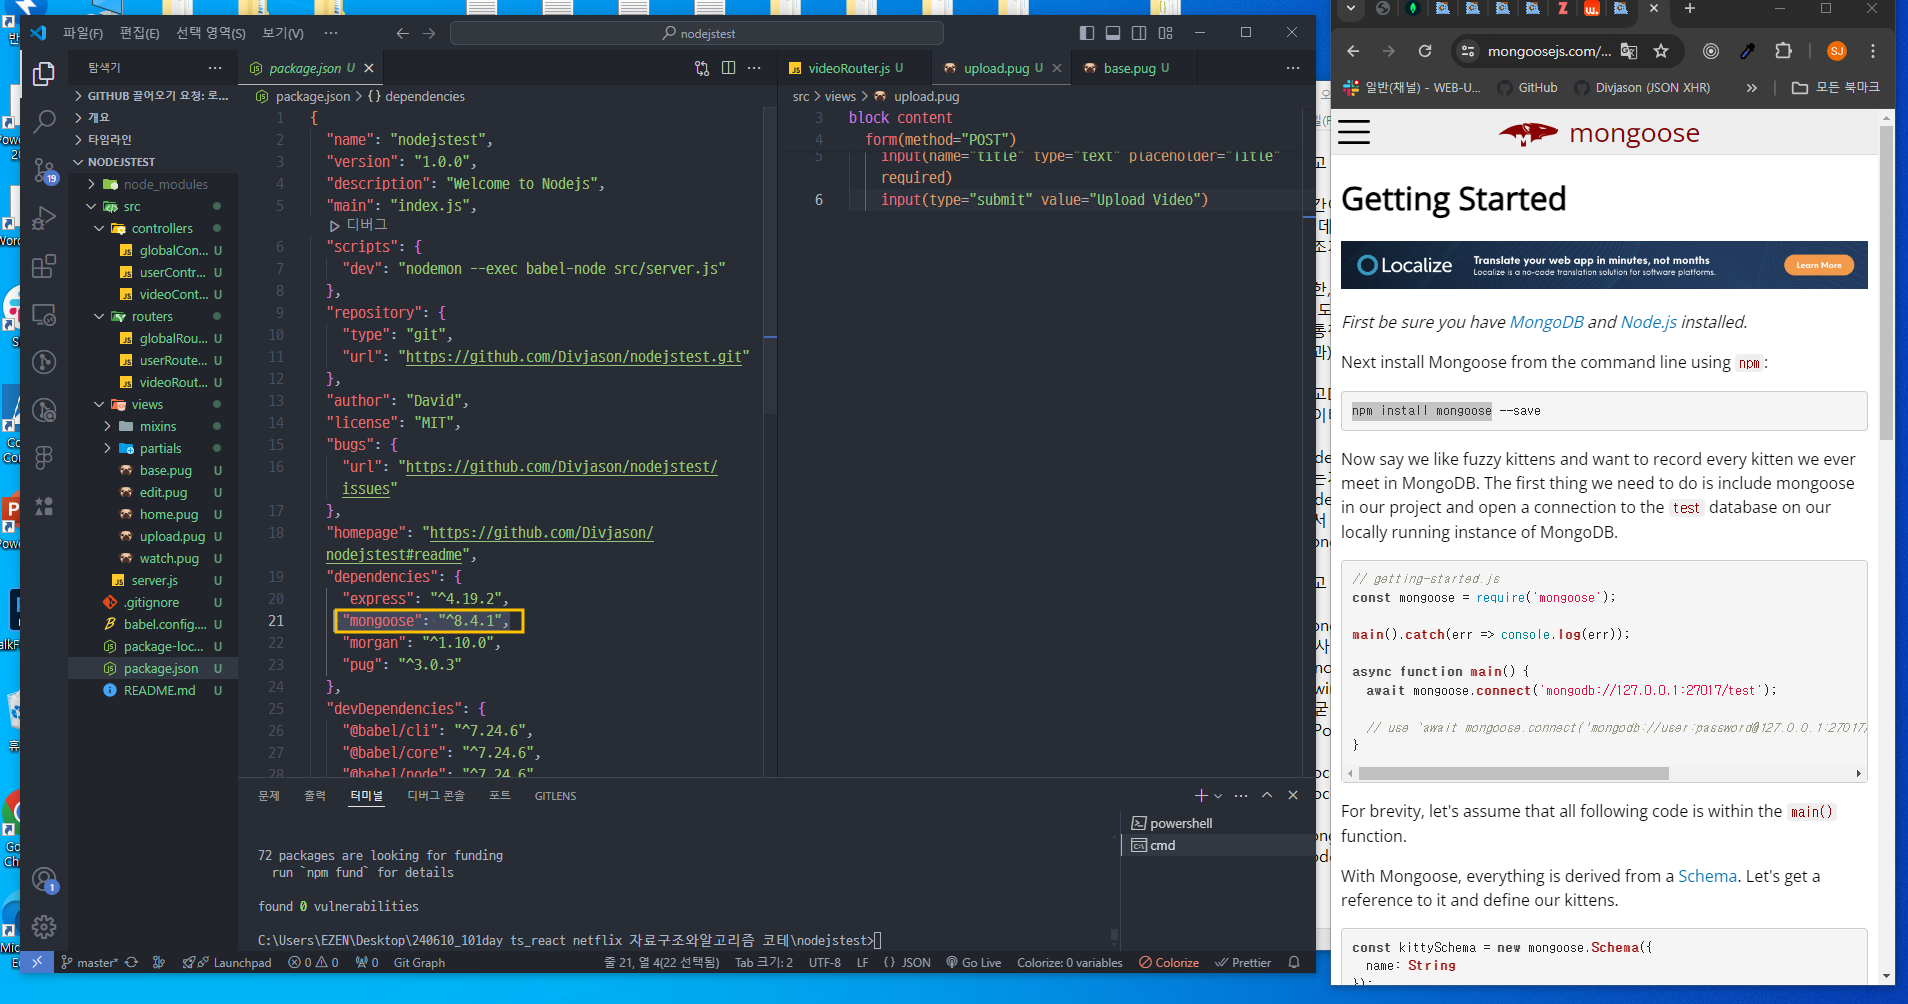 파일(F)
편집(E)
선택 영역(S)
보기(V)
nodejstest
탐색기
GITHUB 끌어오기 요청: 로...
개요
타임라인
NODEJSTEST
node_modules
src
controllers
globalCon... U
userContr... U
videoCont... U
routers
globalRou... U
userRoute... U
videoRout... U
views
mixins
partials
base.pug U
edit.pug U
home.pug U
upload.pug U
watch.pug U
server.js U
.gitignore U
babel.config.... U
package-loc... U
package.json U
README.md U
19
1
package.json U
package.json > {} dependencies
1 {
2 "name": "nodejstest",
3 "version": "1.0.0",
4 "description": "Welcome to Nodejs",
5 "main": "index.js",
디버그
6 "scripts": {
7 "dev": "nodemon --exec babel-node src/server.js"
8 },
9 "repository": {
10 "type": "git",
11 "url": "https://github.com/Divjason/nodejstest.git"
12 },
13 "author": "David",
14 "license": "MIT",
15 "bugs": {
16 "url": "https://github.com/Divjason/nodejstest/
issues"
17 },
18 "homepage": "https://github.com/Divjason/
nodejstest#readme",
19 "dependencies": {
20 "express": "^4.19.2",
21 "mongoose": "^8.4.1",
22 "morgan": "^1.10.0",
23 "pug": "^3.0.3"
24 },
25 "devDependencies": {
26 "@babel/cli": "^7.24.6",
27 "@babel/core": "^7.24.6",
28 "@babel/node": "^7.24.6",
videoRouter.js U
upload.pug U
base.pug U
src > views > upload.pug
3 block content
4 form(method="POST")
5 input(name="title" type="text" placeholder="Title"
required)
6 input(type="submit" value="Upload Video")
문제
출력
터미널
디버그 콘솔
포트
GITLENS
powershell
cmd
72 packages are looking for funding
run `npm fund` for details
found 0 vulnerabilities
C:\Users\EZEN\Desktop\240610_101day ts_react netflix 자료구조와알고리즘 코테\nodejstest>
master*
Launchpad
0 0
0
Git Graph
줄 21, 열 4(22 선택됨)
Tab 크기: 2
UTF-8
LF
{} JSON
Go Live
Colorize: 0 variables
Colorize
Prettier
mongoosejs.com/...
SJ
일반(채널) - WEB-U...
GitHub
Divjason (JSON XHR)
모든 북마크
mongoose
Getting Started
Localize
Translate your web app in minutes, not months
Localize is a no-code translation solution for software platforms.
Learn More
First be sure you have MongoDB and Node.js installed.
Next install Mongoose from the command line using npm:
npm install mongoose --save
Now say we like fuzzy kittens and want to record every kitten we ever
meet in MongoDB. The first thing we need to do is include mongoose
in our project and open a connection to the test database on our
locally running instance of MongoDB.
// getting-started.js
const mongoose = require('mongoose');
main().catch(err => console.log(err));
async function main() {
await mongoose.connect('mongodb://127.0.0.1:27017/test');
// use `await mongoose.connect('mongodb://user:password@127.0.0.1:27017/
}
For brevity, let's assume that all following code is within the main()
function.
With Mongoose, everything is derived from a Schema. Let's get a
reference to it and define our kittens.
const kittySchema = new mongoose.Schema({
name: String
});